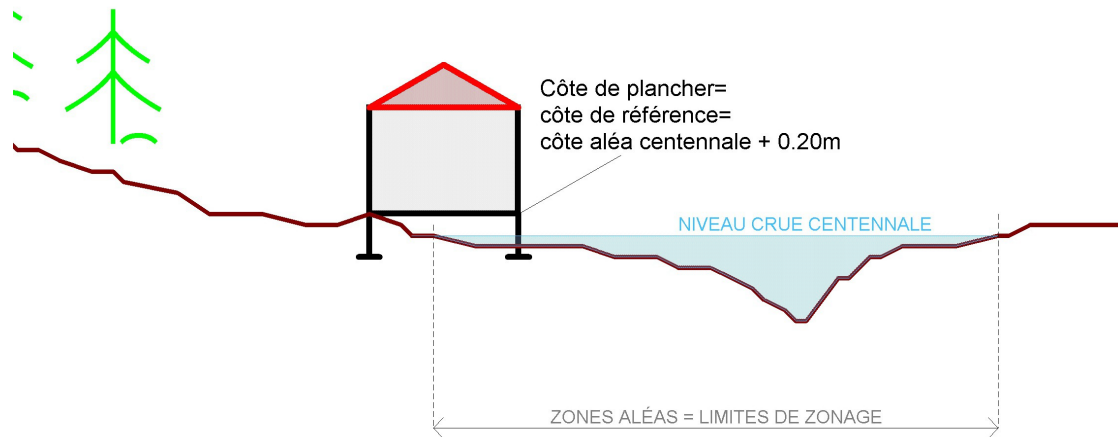 Côte de plancher=
côte de référence=
côte aléa centennale + 0.20m
NIVEAU CRUE CENTENNALE
ZONES ALÉAS = LIMITES DE ZONAGE